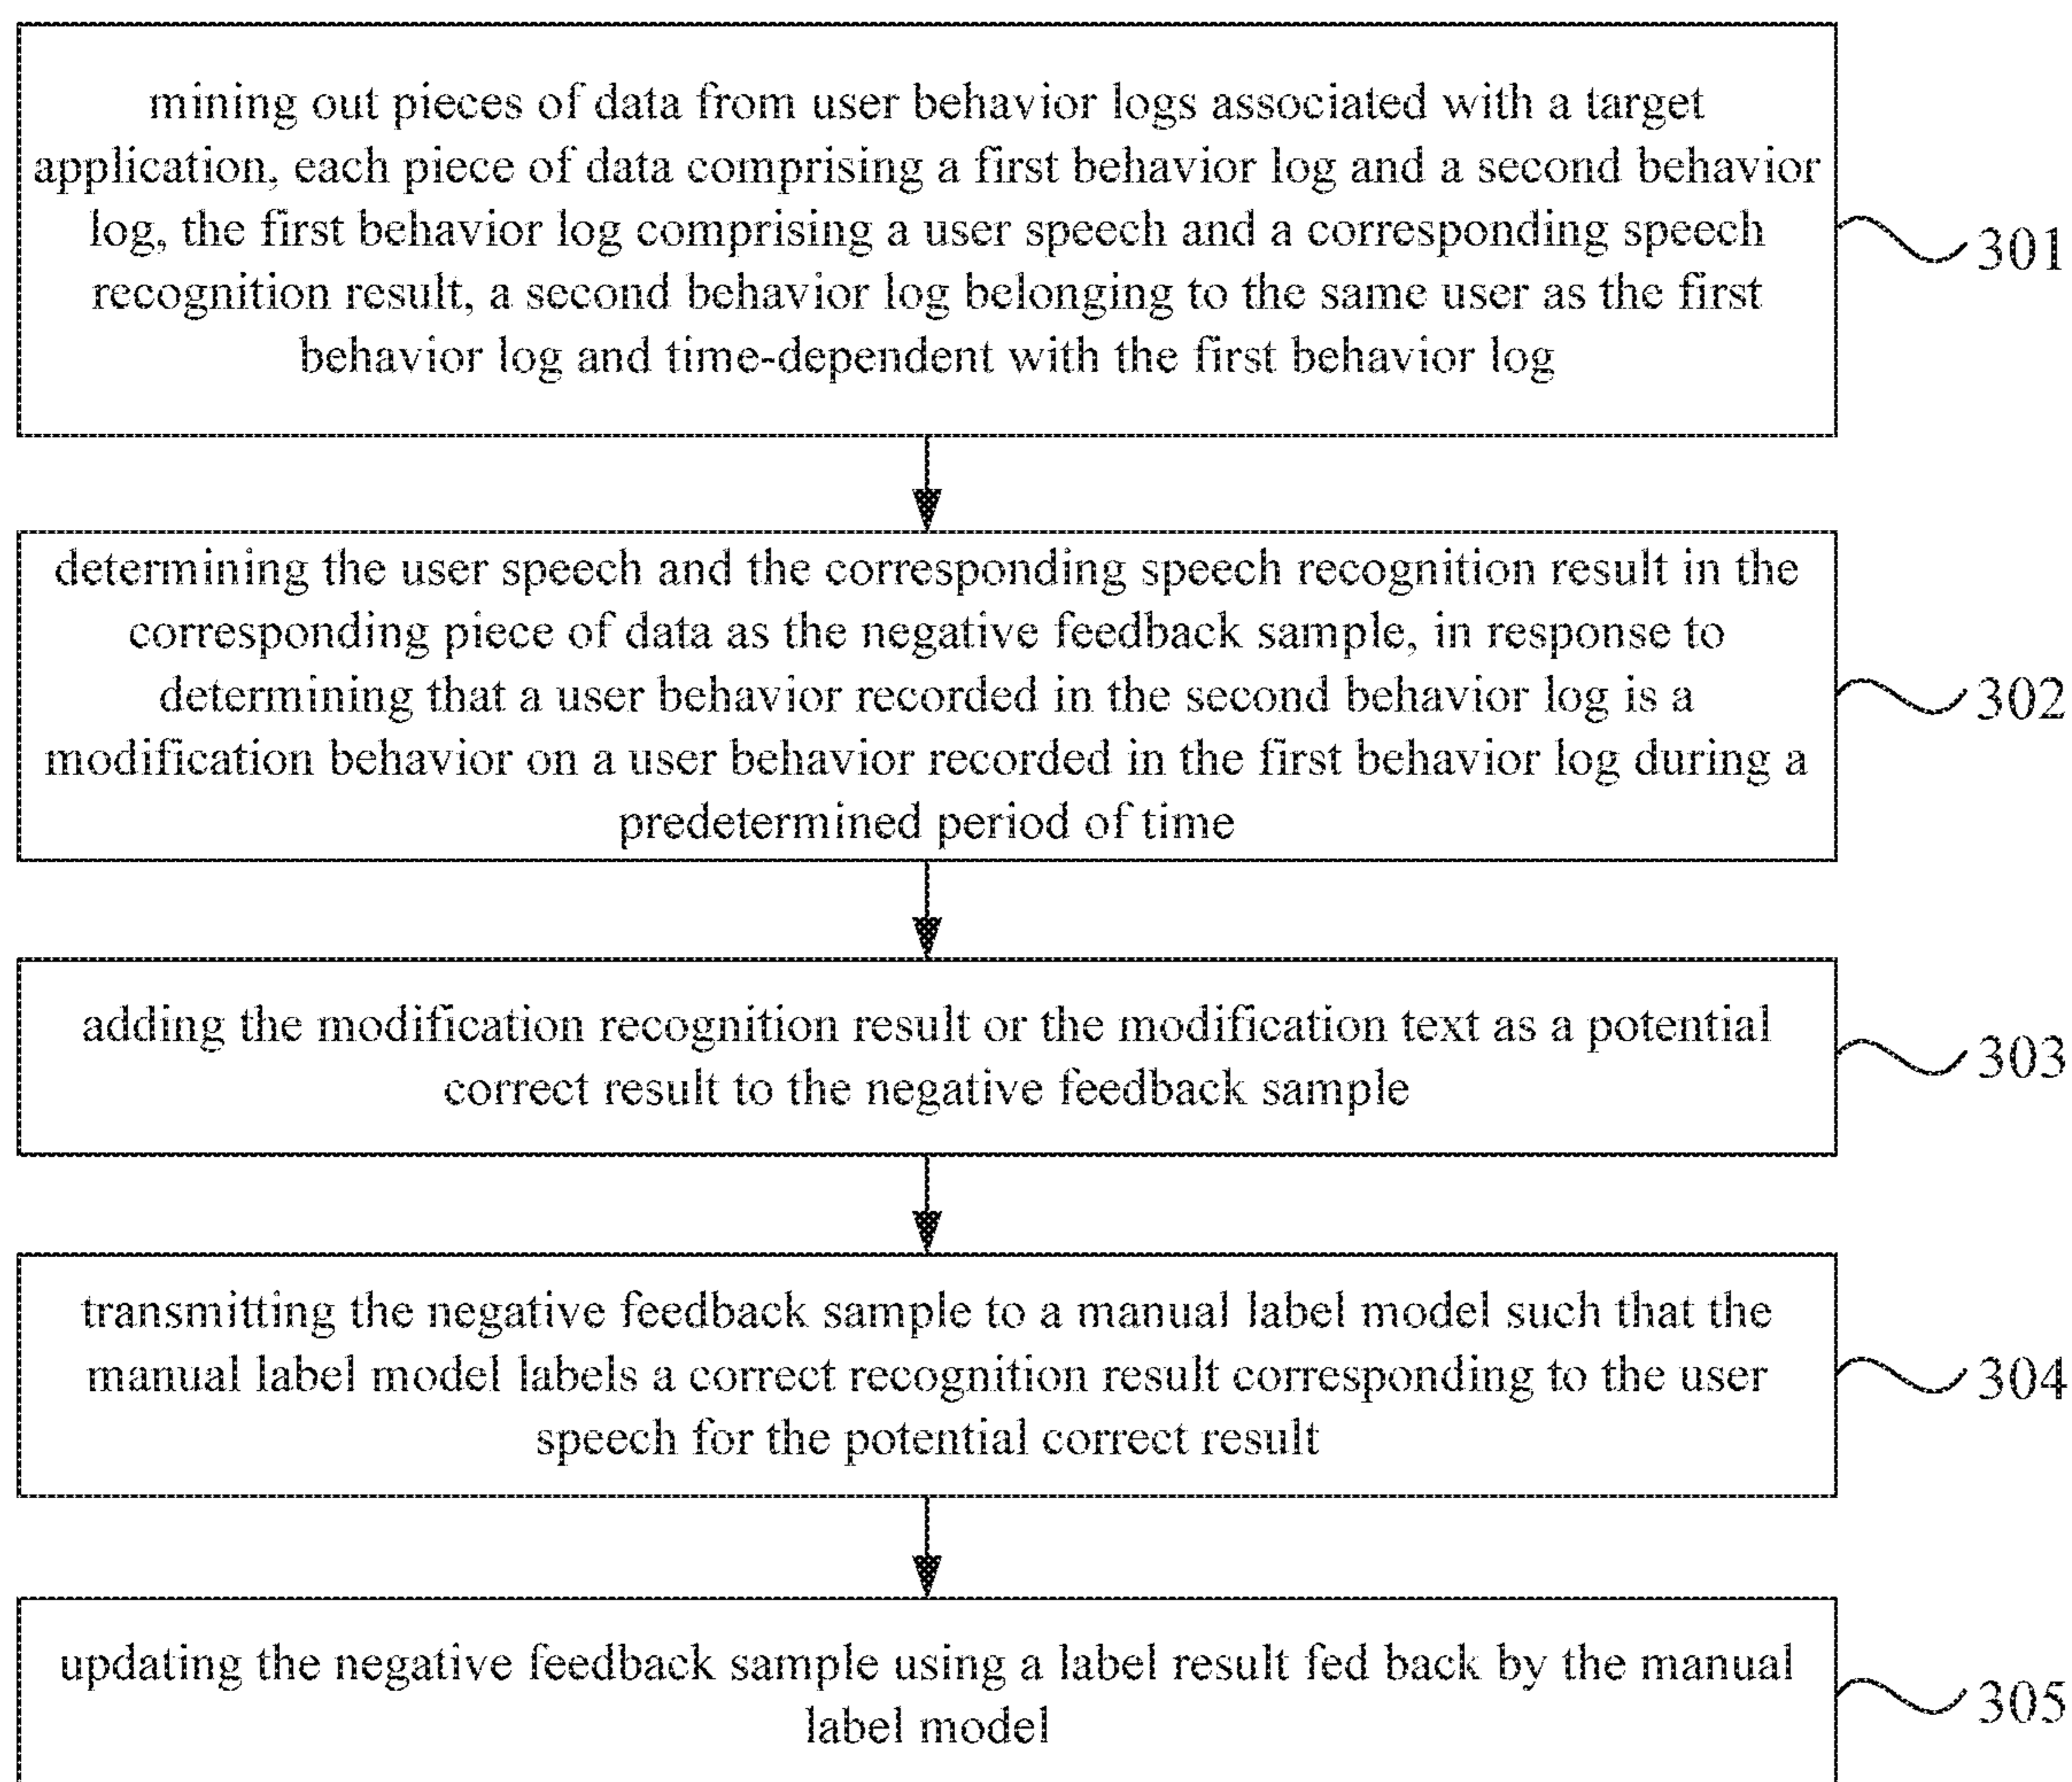 mining out pieces of data from user behavior logs associated with a target
application, each piece of data comprising a first behavior log and a second behavior
log, the first behavior log comprising a user speech and a corresponding speech
recognition result, a second behavior log belonging to the same user as the first
behavior log and time-dependent with the first behavior log
301
determining the user speech and the corresponding speech recognition result in the
corresponding piece of data as the negative feedback sample, in response to
determining that a user behavior recorded in the second behavior log is a
modification behavior on a user behavior recorded in the first behavior log during a
predetermined period of time
302
adding the modification recognition result or the modification text as a potential
correct result to the negative feedback sample
303
transmitting the negative feedback sample to a manual label model such that the
manual label model labels a correct recognition result corresponding to the user
speech for the potential correct result
304
updating the negative feedback sample using a label result fed back by the manual
label model
305